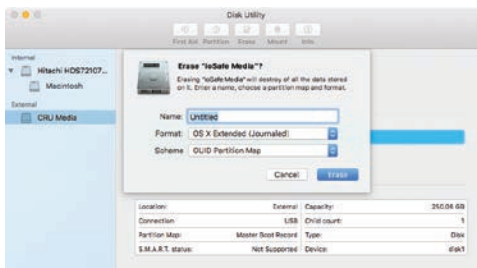 Disk Utility
First Aid Partition Erase Mount Info
Internal
Hitachi HDS72107...
Macintosh
External
CRU Media
Erase "ioSafe Media"?
Erasing "ioSafe Media" will destroy of all the data stored
on it. Enter a name, choose a partition map and format.
Name: Untitled
Format: OS X Extended (Journaled)
Scheme GUID Partition Map
Cancel Erase
Location: External Capacity: 250.06 GB
Connection: USB Child count: 1
Partition Map: Master Boot Record Type: Disk
S.M.A.R.T. status: Not Supported Device: disk1